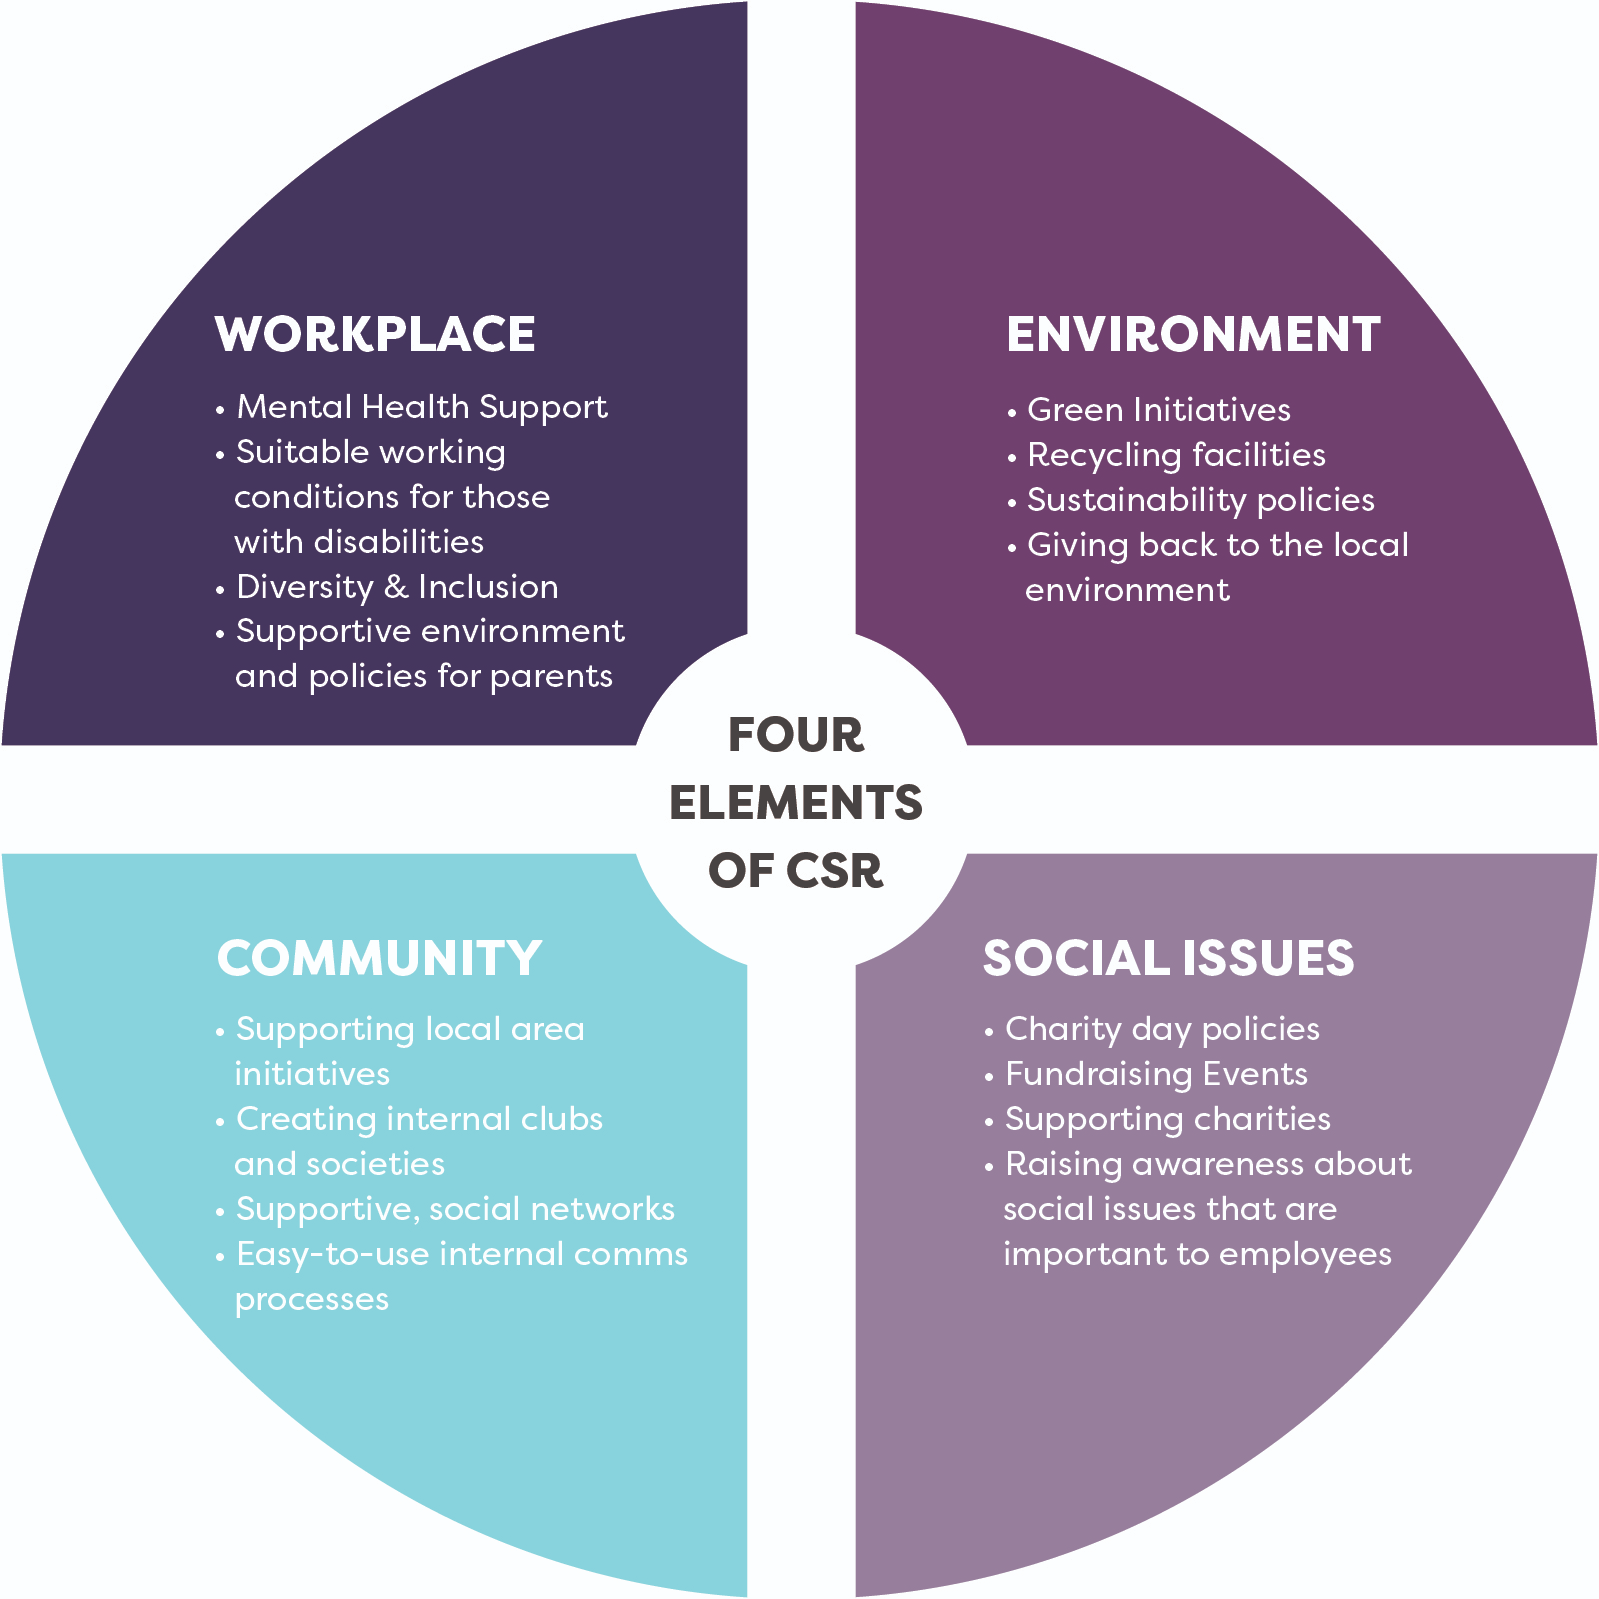 WORKPLACE
• Mental Health Support
• Suitable working
conditions for those
with disabilities
• Diversity & Inclusion
• Supportive environment
and policies for parents
ENVIRONMENT
• Green Initiatives
• Recycling facilities
• Sustainability policies
• Giving back to the local
environment
FOUR
ELEMENTS
OF CSR
COMMUNITY
• Supporting local area
initiatives
• Creating internal clubs
and societies
• Supportive, social networks
• Easy-to-use internal comms
processes
SOCIAL ISSUES
• Charity day policies
• Fundraising Events
• Supporting charities
• Raising awareness about
social issues that are
important to employees